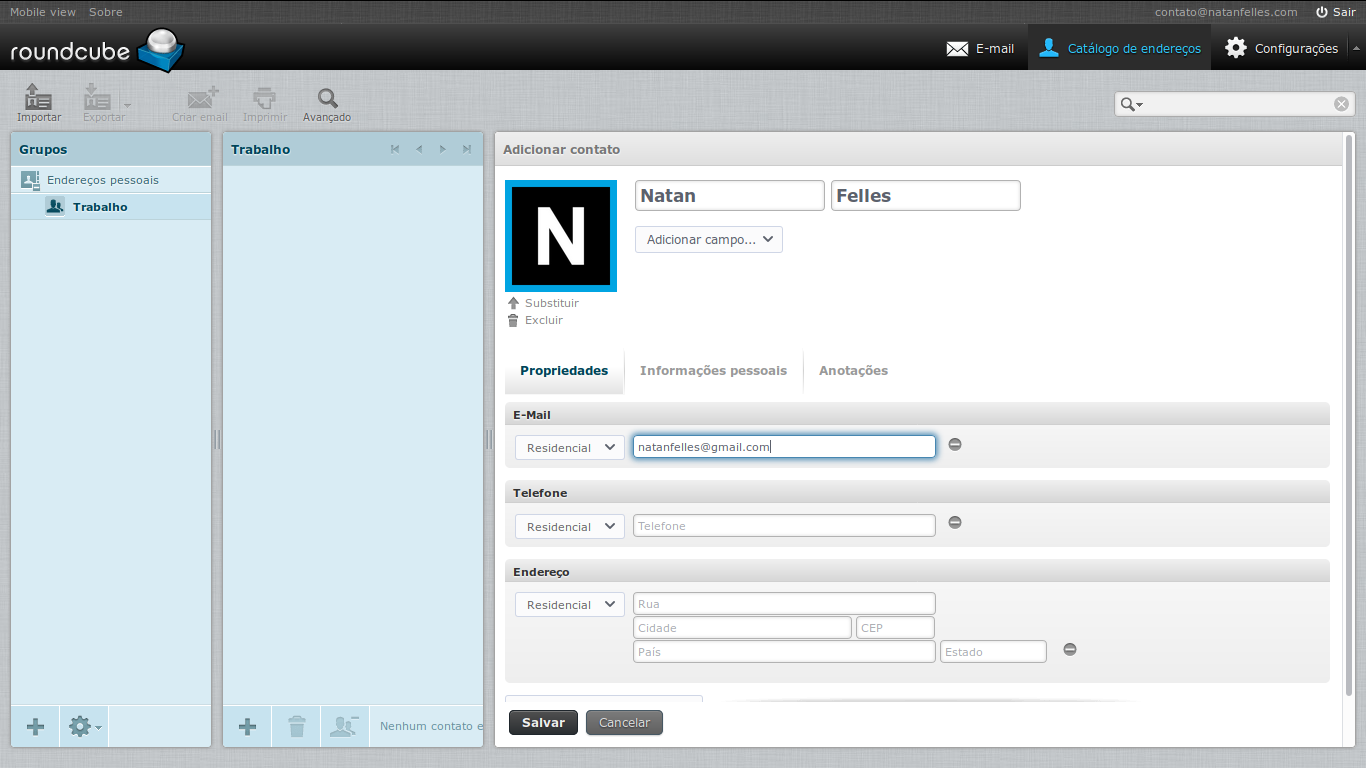 Mobile view Sobre contato@natanfelles.com Sair
roundcube E-mail Catálogo de endereços Configurações
Importar Exportar Criar email Imprimir Avançado
Grupos Trabalho Adicionar contato
Endereços pessoais
Trabalho
N
Natan Felles
Adicionar campo...
Substituir
Excluir
Propriedades Informações pessoais Anotações
E-Mail
Residencial natanfelles@gmail.com
Telefone
Residencial Telefone
Endereço
Residencial Rua
Cidade CEP
País Estado
Nenhum contato e
Salvar Cancelar